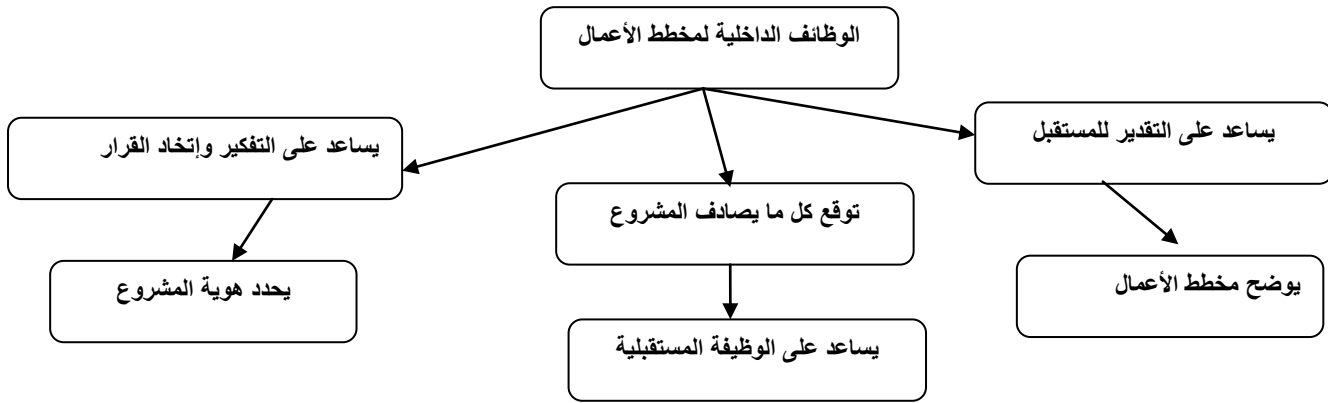 الوظائف الداخلية لمخطط الأعمال
يساعد على التقدير للمستقبل
يساعد على التفكير وإتخاد القرار
توقع كل ما يصادف المشروع
يوضح مخطط الأعمال
يحدد هوية المشروع
يساعد على الوظيفة المستقبلية